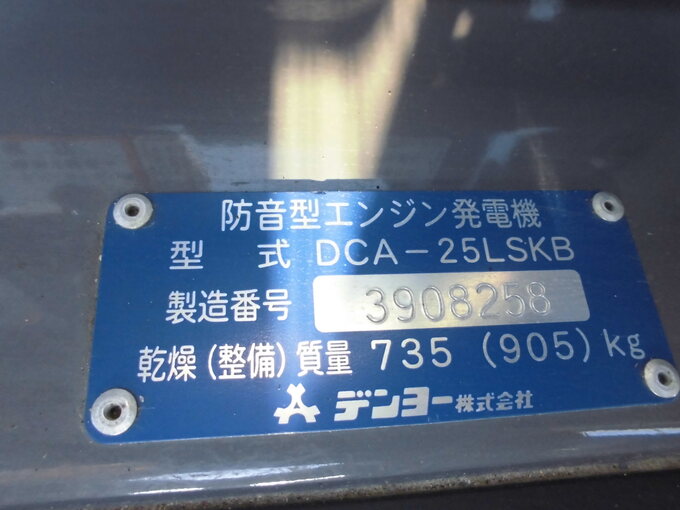 防音型エンジン発電機
型式 DCA-25LSKB
製造番号 3908258
乾燥(整備)質量 735 (905)kg
デンヨー株式会社